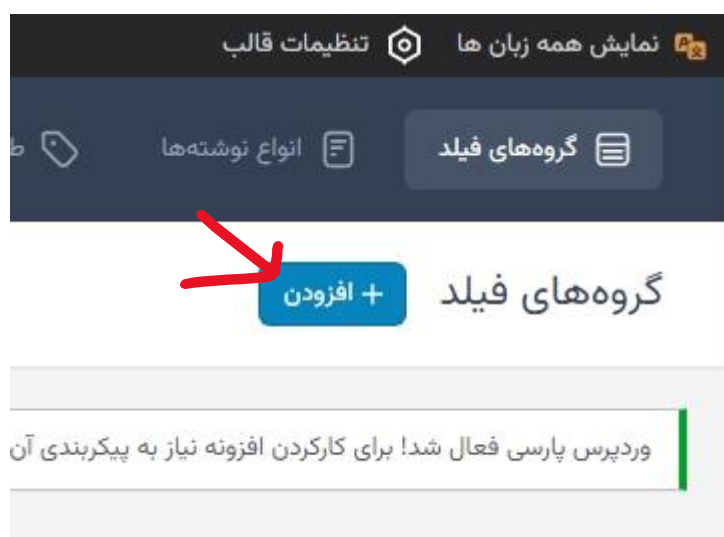 نمایش همه زبان ها تنظیمات قالب
گروه‌های فیلد انواع نوشته‌ها
گروه‌های فیلد + افزودن
وردپرس پارسی فعال شد! برای کارکردن افزونه نیاز به پیکربندی آن